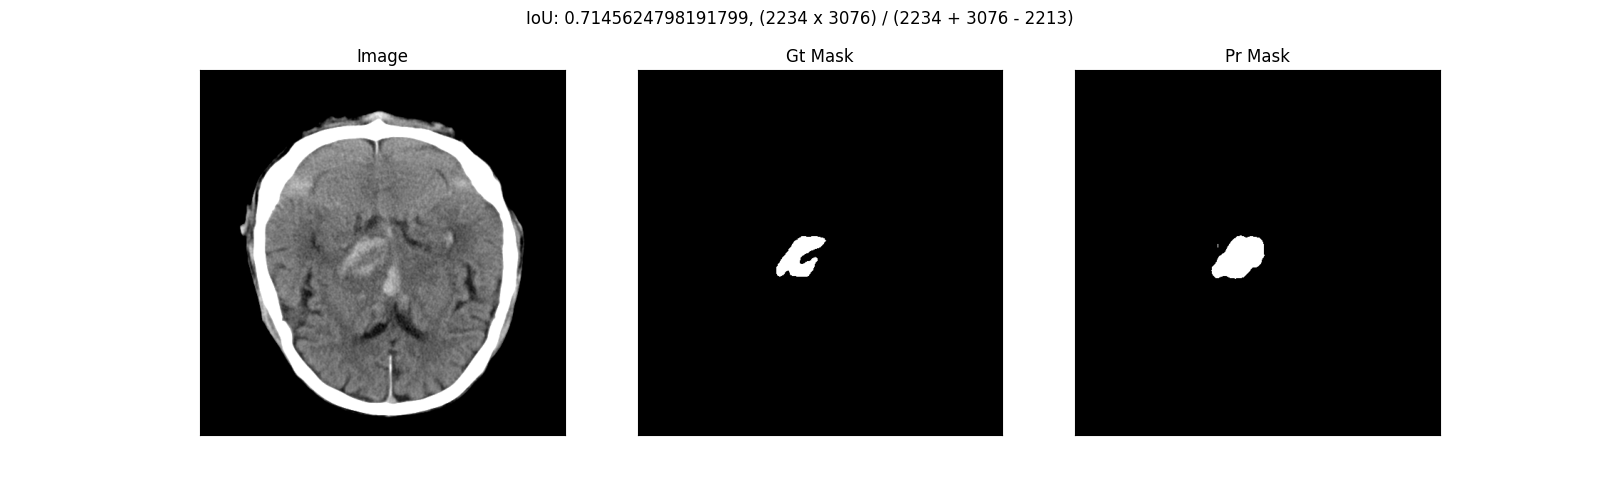 IoU: 0.7145624798191799, (2234 x 3076) / (2234 + 3076 - 2213)
Image
Gt Mask
Pr Mask